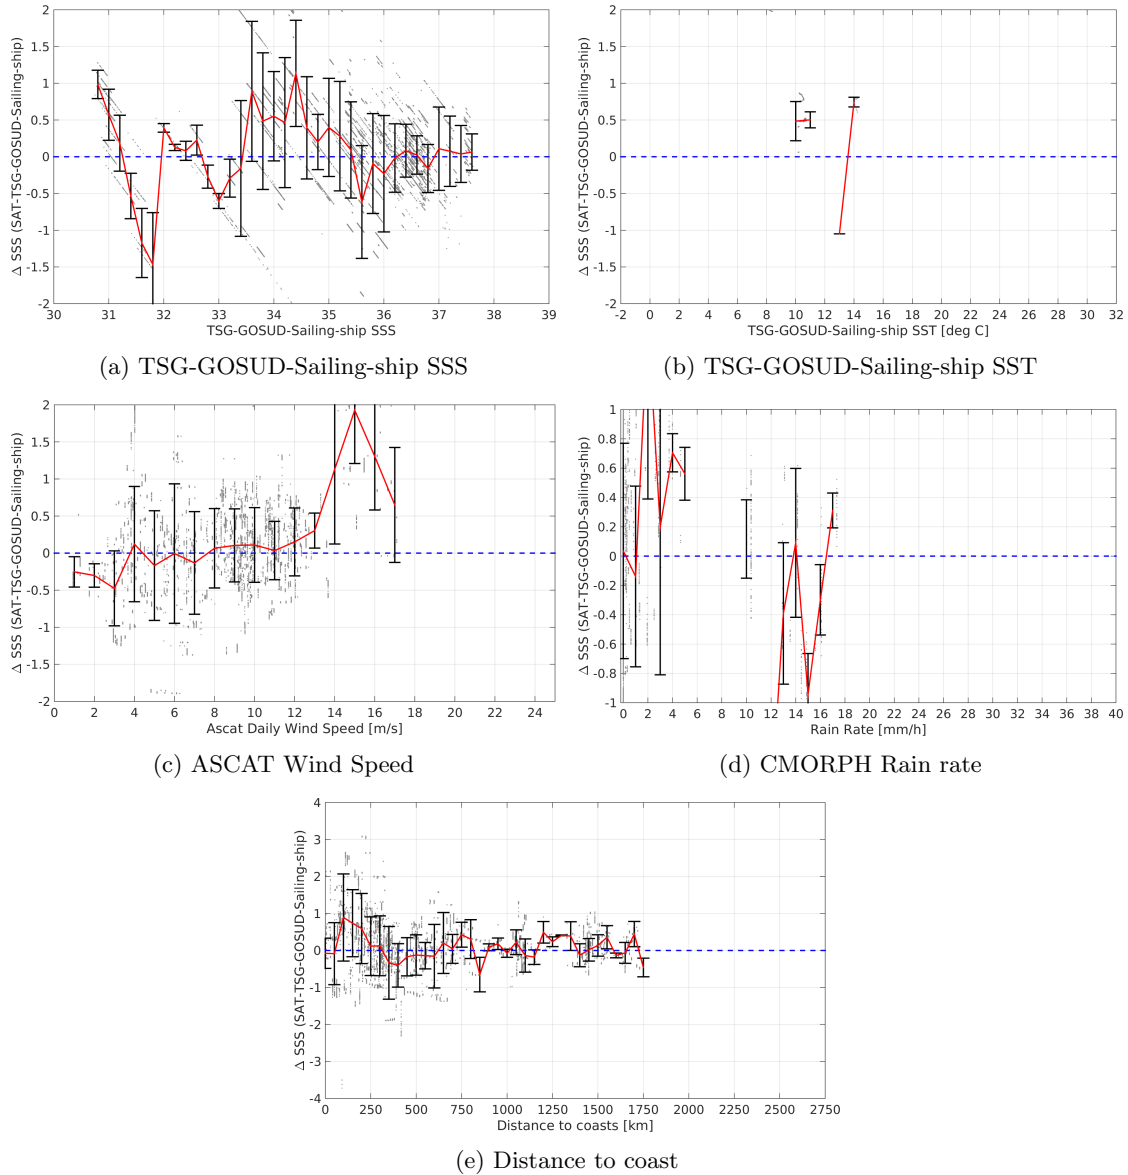 2
1.5
1
0.5
0
-0.5
-1
-1.5
-2
Δ SSS (SAT-TSG-GOSUD-Sailing-ship)
30 31 32 33 34 35 36 37 38 39
TSG-GOSUD-Sailing-ship SSS
(a) TSG-GOSUD-Sailing-ship SSS
2
1.5
1
0.5
0
-0.5
-1
-1.5
-2
Δ SSS (SAT-TSG-GOSUD-Sailing-ship)
-2 0 2 4 6 8 10 12 14 16 18 20 22 24 26 28 30 32
TSG-GOSUD-Sailing-ship SST [deg C]
(b) TSG-GOSUD-Sailing-ship SST
2
1.5
1
0.5
0
-0.5
-1
-1.5
-2
Δ SSS (SAT-TSG-GOSUD-Sailing-ship)
0 2 4 6 8 10 12 14 16 18 20 22 24
Ascat Daily Wind Speed [m/s]
(c) ASCAT Wind Speed
1
0.8
0.6
0.4
0.2
0
-0.2
-0.4
-0.6
-0.8
-1
Δ SSS (SAT-TSG-GOSUD-Sailing-ship)
0 2 4 6 8 10 12 14 16 18 20 22 24 26 28 30 32 34 36 38 40
Rain Rate [mm/h]
(d) CMORPH Rain rate
4
3
2
1
0
-1
-2
-3
-4
Δ SSS (SAT-TSG-GOSUD-Sailing-ship)
0 250 500 750 1000 1250 1500 1750 2000 2250 2500 2750
Distance to coasts [km]
(e) Distance to coast